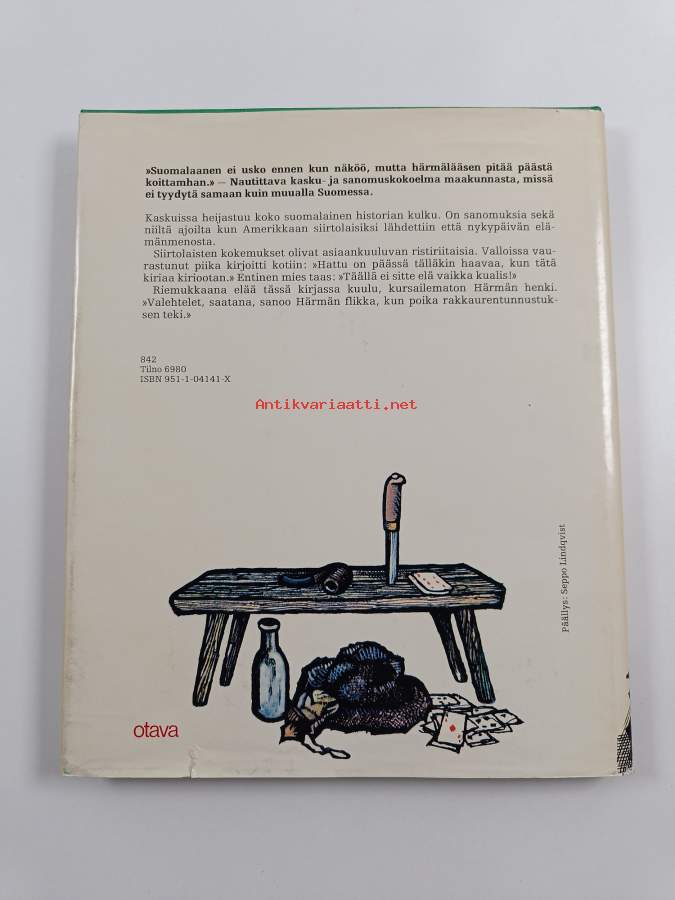 »Suomalaanen ei usko ennen kun näköö, mutta härmälääsen pitää päästä
koittamhan.» — Nautittava kasku- ja sanomuskokoelma maakunnasta, missä
ei tyydytä samaan kuin muualla Suomessa.
Kaskuissa heijastuu koko suomalainen historian kulku. On sanomuksia sekä
niiltä ajoilta kun Amerikkaan siirtolaisiksi lähdettiin että nykypäivän elä-
mänmenosta.
Siirtolaisten kokemukset olivat asiaankuuluvan ristiriitaisia. Valloissa vau-
rastunut piika kirjoitti kotiin: »Hattu on päässä tälläkin haavaa, kun tätä
kiriaa kiriootan.» Entinen mies taas: »Täällä ei sitte elä vaikka kualis!»
Riemukkaana elää tässä kirjassa kuulu, kursailematon Härmän henki.
»Valehtelet, saatana, sanoo Härmän flikka, kun poika rakkaurentunnustuk-
sen teki.»
842
Tilno 6980
ISBN 951-1-04141-X
Antikvariaatti.net
Päällys: Seppo Lindqvist
otava